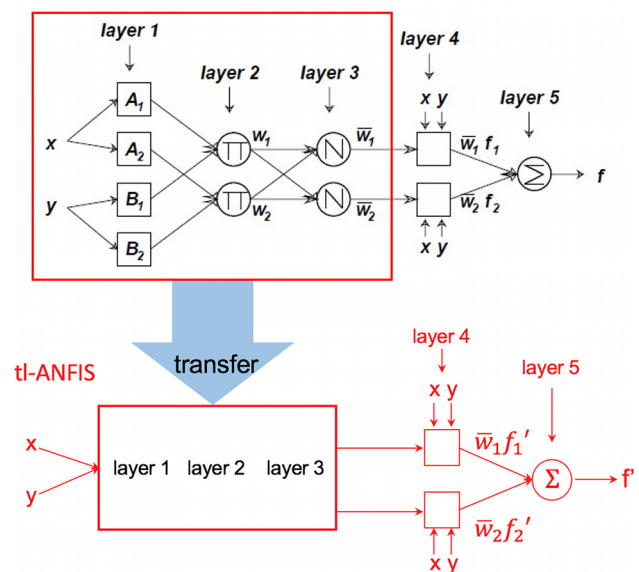 layer 1
layer 2
layer 3
layer 4
layer 5
x y
x
y
A₁
A₂
B₁
B₂
∏
∏
w₁
w₂
N
N
w̅₁
w̅₂
w̅₁ f₁
w̅₂ f₂
x y
Σ
f
transfer
tl-ANFIS
x
y
layer 1 layer 2 layer 3
layer 4
x y
layer 5
w̅₁f₁′
Σ
f'
w̅₂f₂′
x y